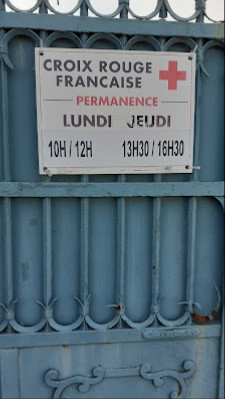 CROIX ROUGE
FRANCAISE
PERMANENCE
LUNDI JEUDI
10H / 12H 13H30 / 16H30